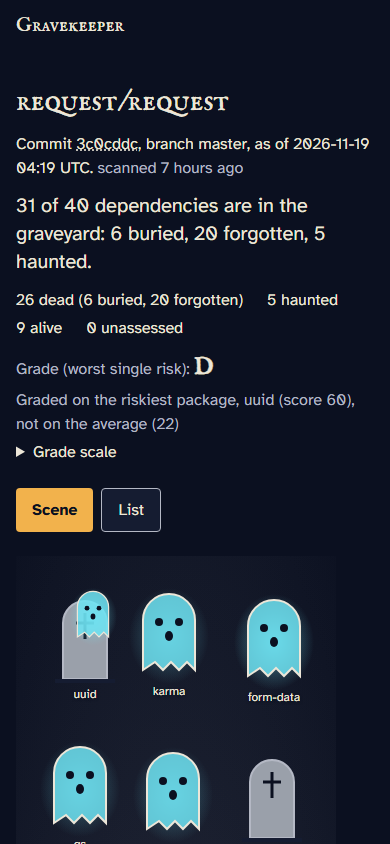 Gravekeeper
request/request
Commit 3c0cddc, branch master, as of 2026-11-19
04:19 UTC. scanned 7 hours ago
31 of 40 dependencies are in the
graveyard: 6 buried, 20 forgotten, 5
haunted.
26 dead (6 buried, 20 forgotten) 5 haunted
9 alive 0 unassessed
Grade (worst single risk): D
Graded on the riskiest package, uuid (score 60),
not on the average (22)
Grade scale
Scene List
uuid karma form-data